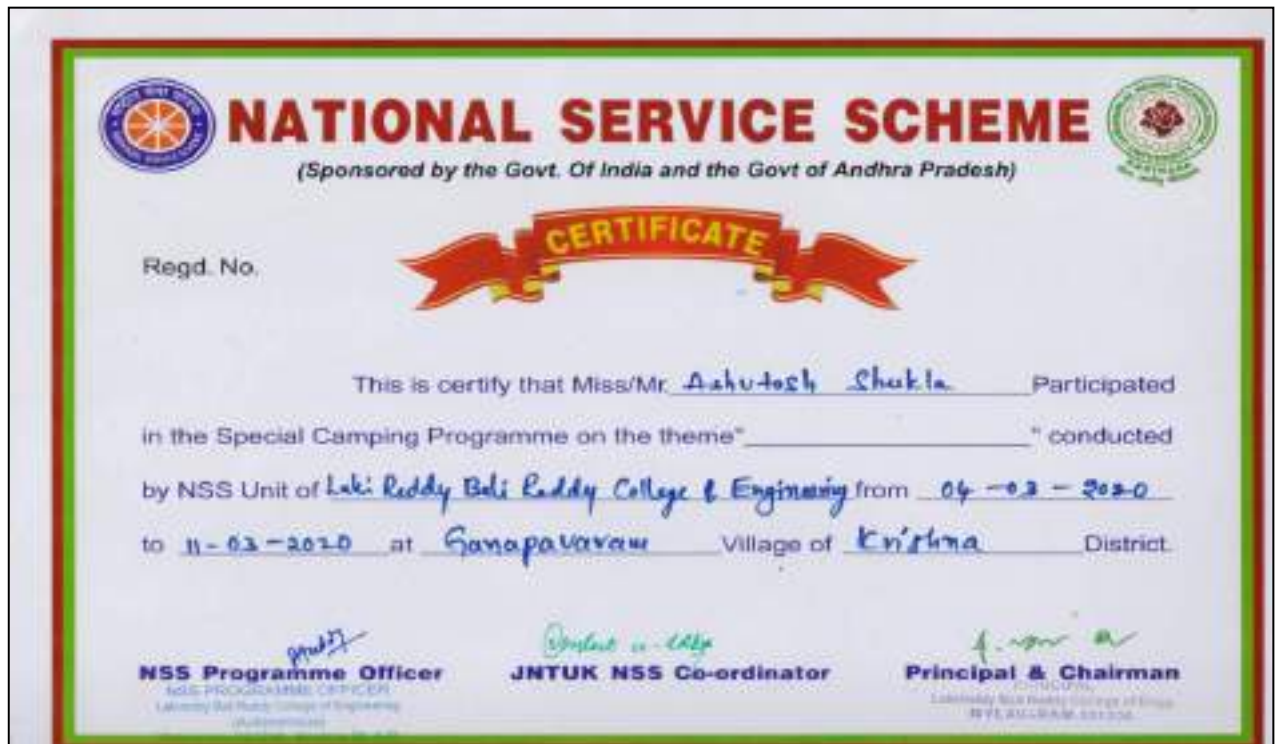 NATIONAL SERVICE SCHEME
(Sponsored by the Govt. Of India and the Govt of Andhra Pradesh)
CERTIFICATE
Regd. No.
This is certify that Miss/Mr. Ashutosh Shukla Participated
in the Special Camping Programme on the theme" " conducted
by NSS Unit of Laki Reddy Bali Reddy College & Engineering from 04-03-2020
to 11-03-2020 at Ganapavaram Village of Krishna District.
NSS Programme Officer JNTUK NSS Co-ordinator Principal & Chairman
NSS PROGRAMME OFFICER